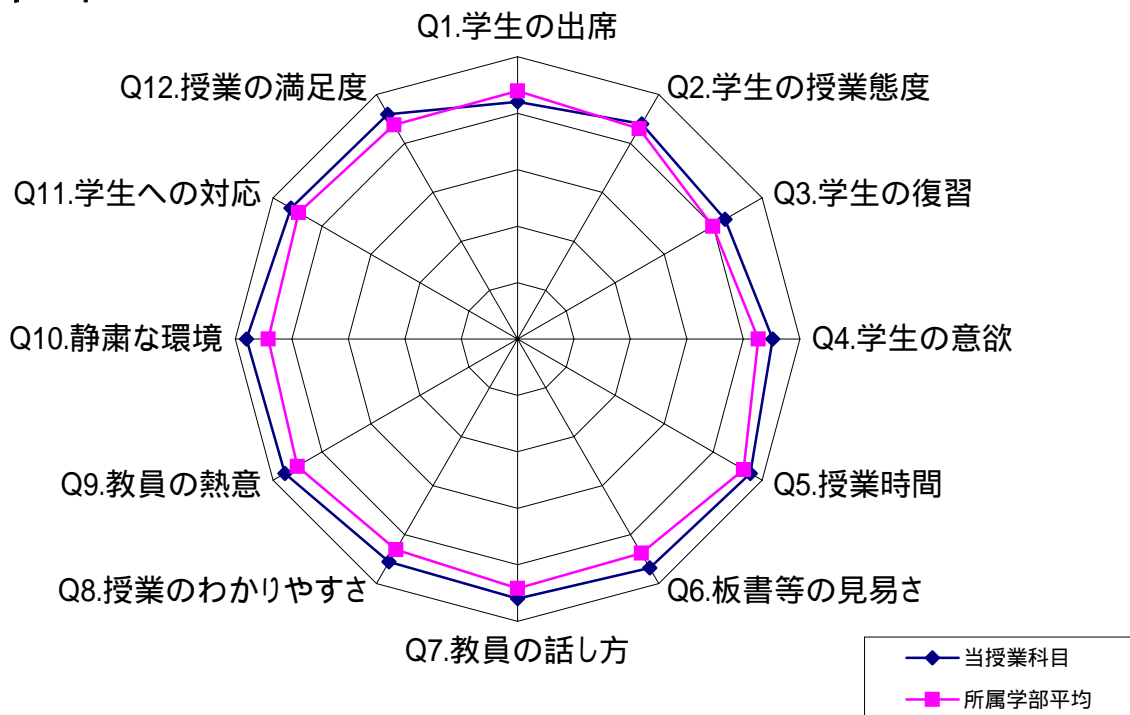 Q1.学生の出席
Q2.学生の授業態度
Q3.学生の復習
Q4.学生の意欲
Q5.授業時間
Q6.板書等の見易さ
Q7.教員の話し方
Q8.授業のわかりやすさ
Q9.教員の熱意
Q10.静粛な環境
Q11.学生への対応
Q12.授業の満足度
当授業科目
所属学部平均